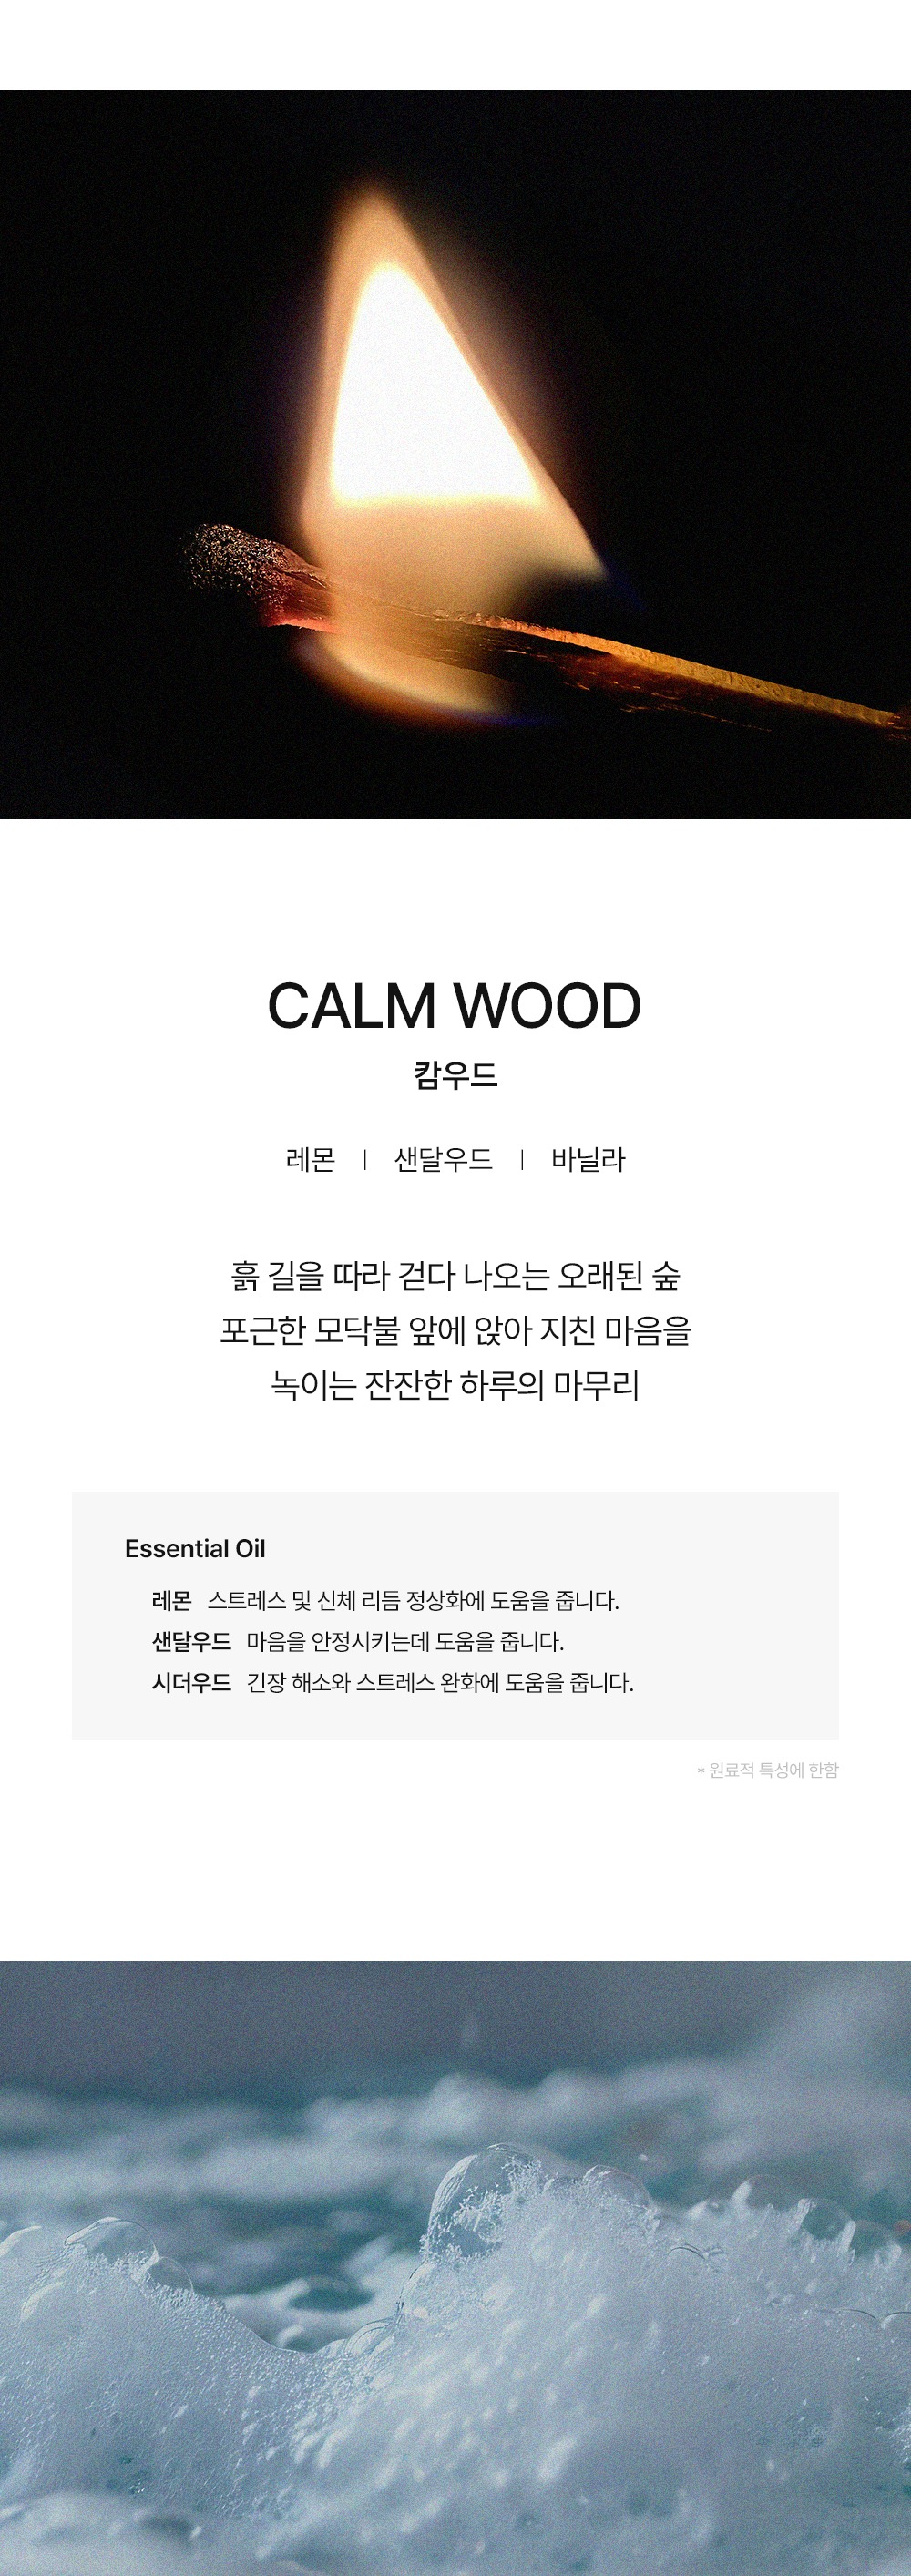 CALM WOOD
캄우드
레몬 | 샌달우드 | 바닐라
흙 길을 따라 걷다 나오는 오래된 숲
포근한 모닥불 앞에 앉아 지친 마음을
녹이는 잔잔한 하루의 마무리
Essential Oil
레몬 스트레스 및 신체 리듬 정상화에 도움을 줍니다.
샌달우드 마음을 안정시키는데 도움을 줍니다.
시더우드 긴장 해소와 스트레스 완화에 도움을 줍니다.
* 원료적 특성에 한함